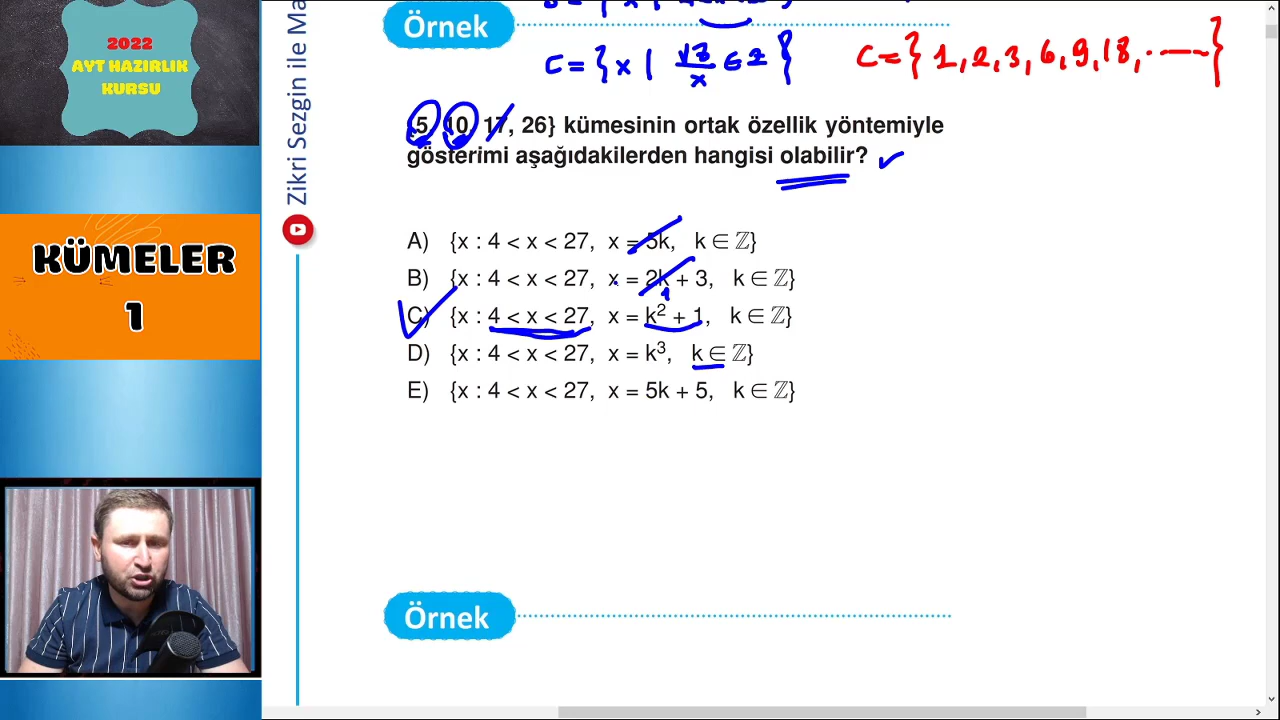 2022
AYT HAZIRLIK
KURSU
KÜMELER
1
Zikri Sezgin ile Ma
Örnek
C = { x | √3/x ∈ Z }
C = { 1, 2, 3, 6, 9, 18, ....... }
{5, 10, 17, 26} kümesinin ortak özellik yöntemiyle
gösterimi aşağıdakilerden hangisi olabilir?
A) {x : 4 < x < 27, x = 5k, k ∈ ℤ}
B) {x : 4 < x < 27, x = 2k + 3, k ∈ ℤ}
C) {x : 4 < x < 27, x = k² + 1, k ∈ ℤ}
D) {x : 4 < x < 27, x = k³, k ∈ ℤ}
E) {x : 4 < x < 27, x = 5k + 5, k ∈ ℤ}
Örnek